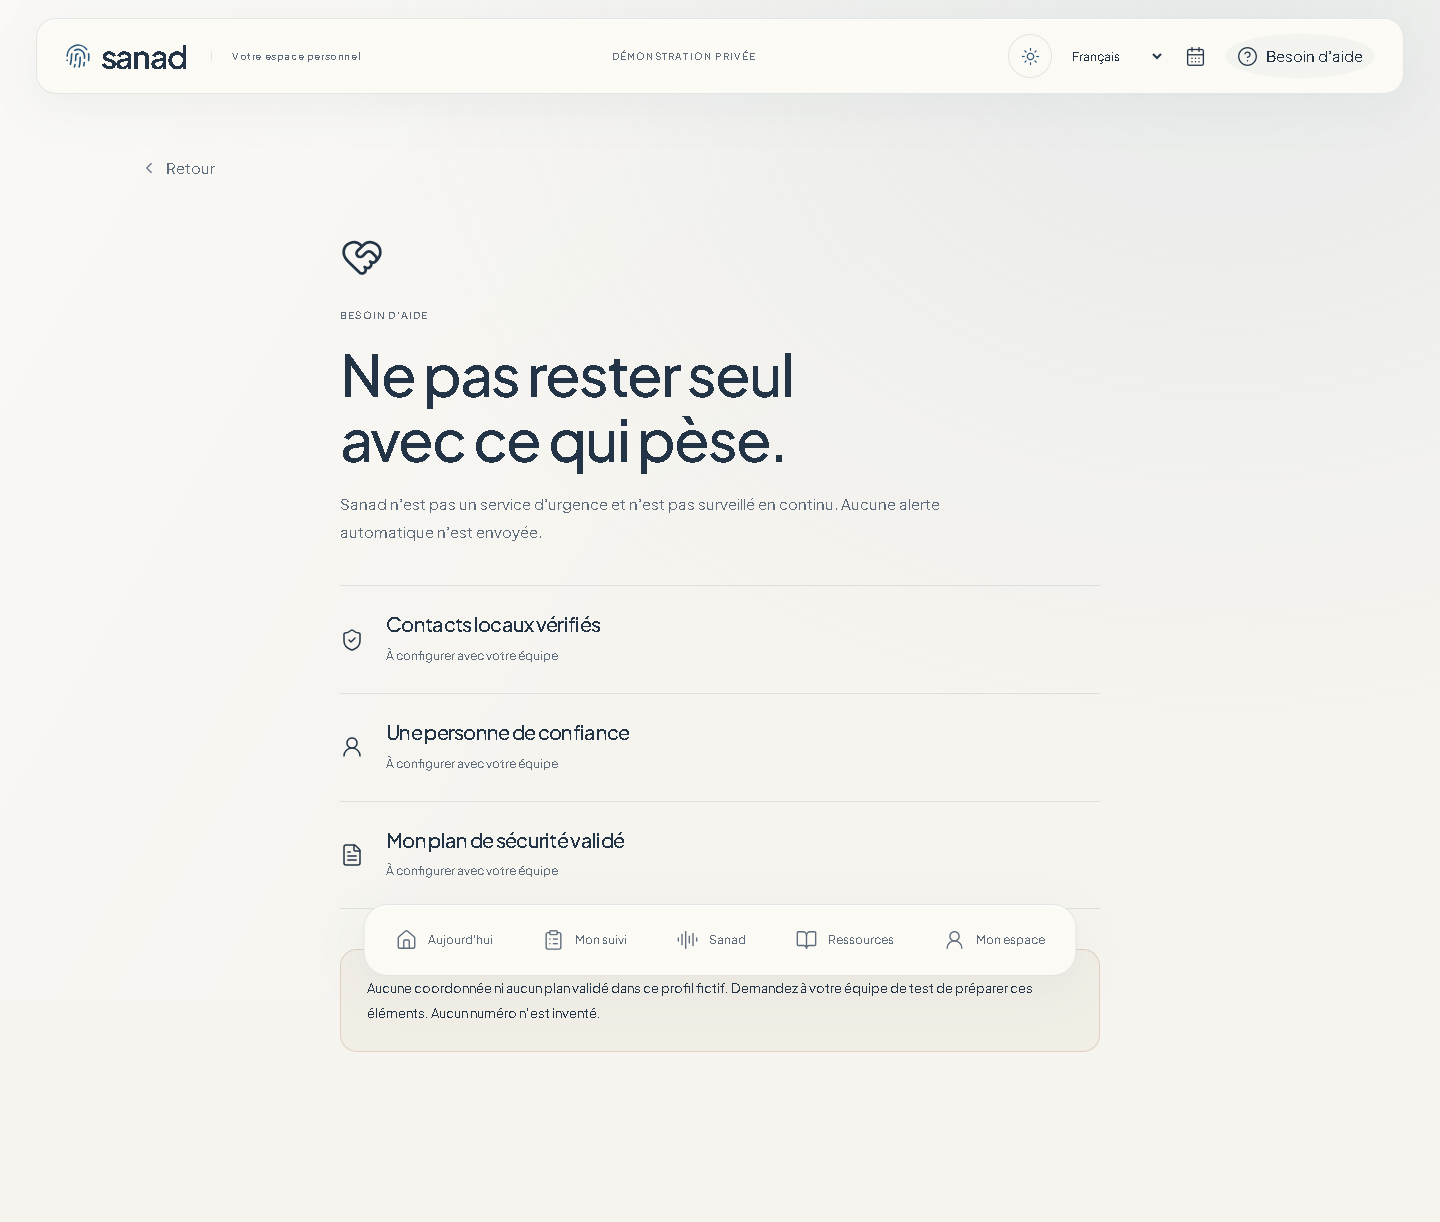 sanad
Votre espace personnel
DÉMONSTRATION PRIVÉE
Français
Besoin d’aide
Retour
BESOIN D’AIDE
Ne pas rester seul
avec ce qui pèse.
Sanad n’est pas un service d’urgence et n’est pas surveillé en continu. Aucune alerte
automatique n’est envoyée.
Contacts locaux vérifiés
À configurer avec votre équipe
Une personne de confiance
À configurer avec votre équipe
Mon plan de sécurité validé
À configurer avec votre équipe
Aujourd’hui
Mon suivi
Sanad
Ressources
Mon espace
Aucune coordonnée ni aucun plan validé dans ce profil fictif. Demandez à votre équipe de test de préparer ces
éléments. Aucun numéro n’est inventé.